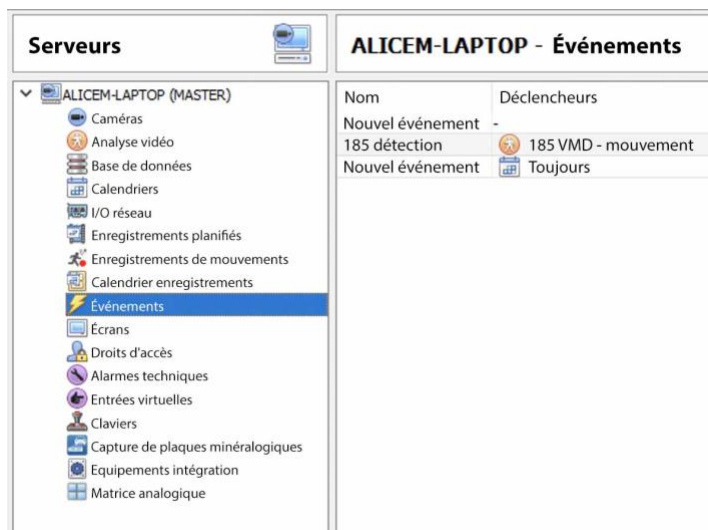 Serveurs
ALICEM-LAPTOP (MASTER)
Caméras
Analyse vidéo
Base de données
Calendriers
I/O réseau
Enregistrements planifiés
Enregistrements de mouvements
Calendrier enregistrements
Événements
Écrans
Droits d'accès
Alarmes techniques
Entrées virtuelles
Claviers
Capture de plaques minéralogiques
Equipements intégration
Matrice analogique
ALICEM-LAPTOP - Événements
Nom Déclencheurs
Nouvel événement -
185 détection 185 VMD - mouvement
Nouvel événement Toujours